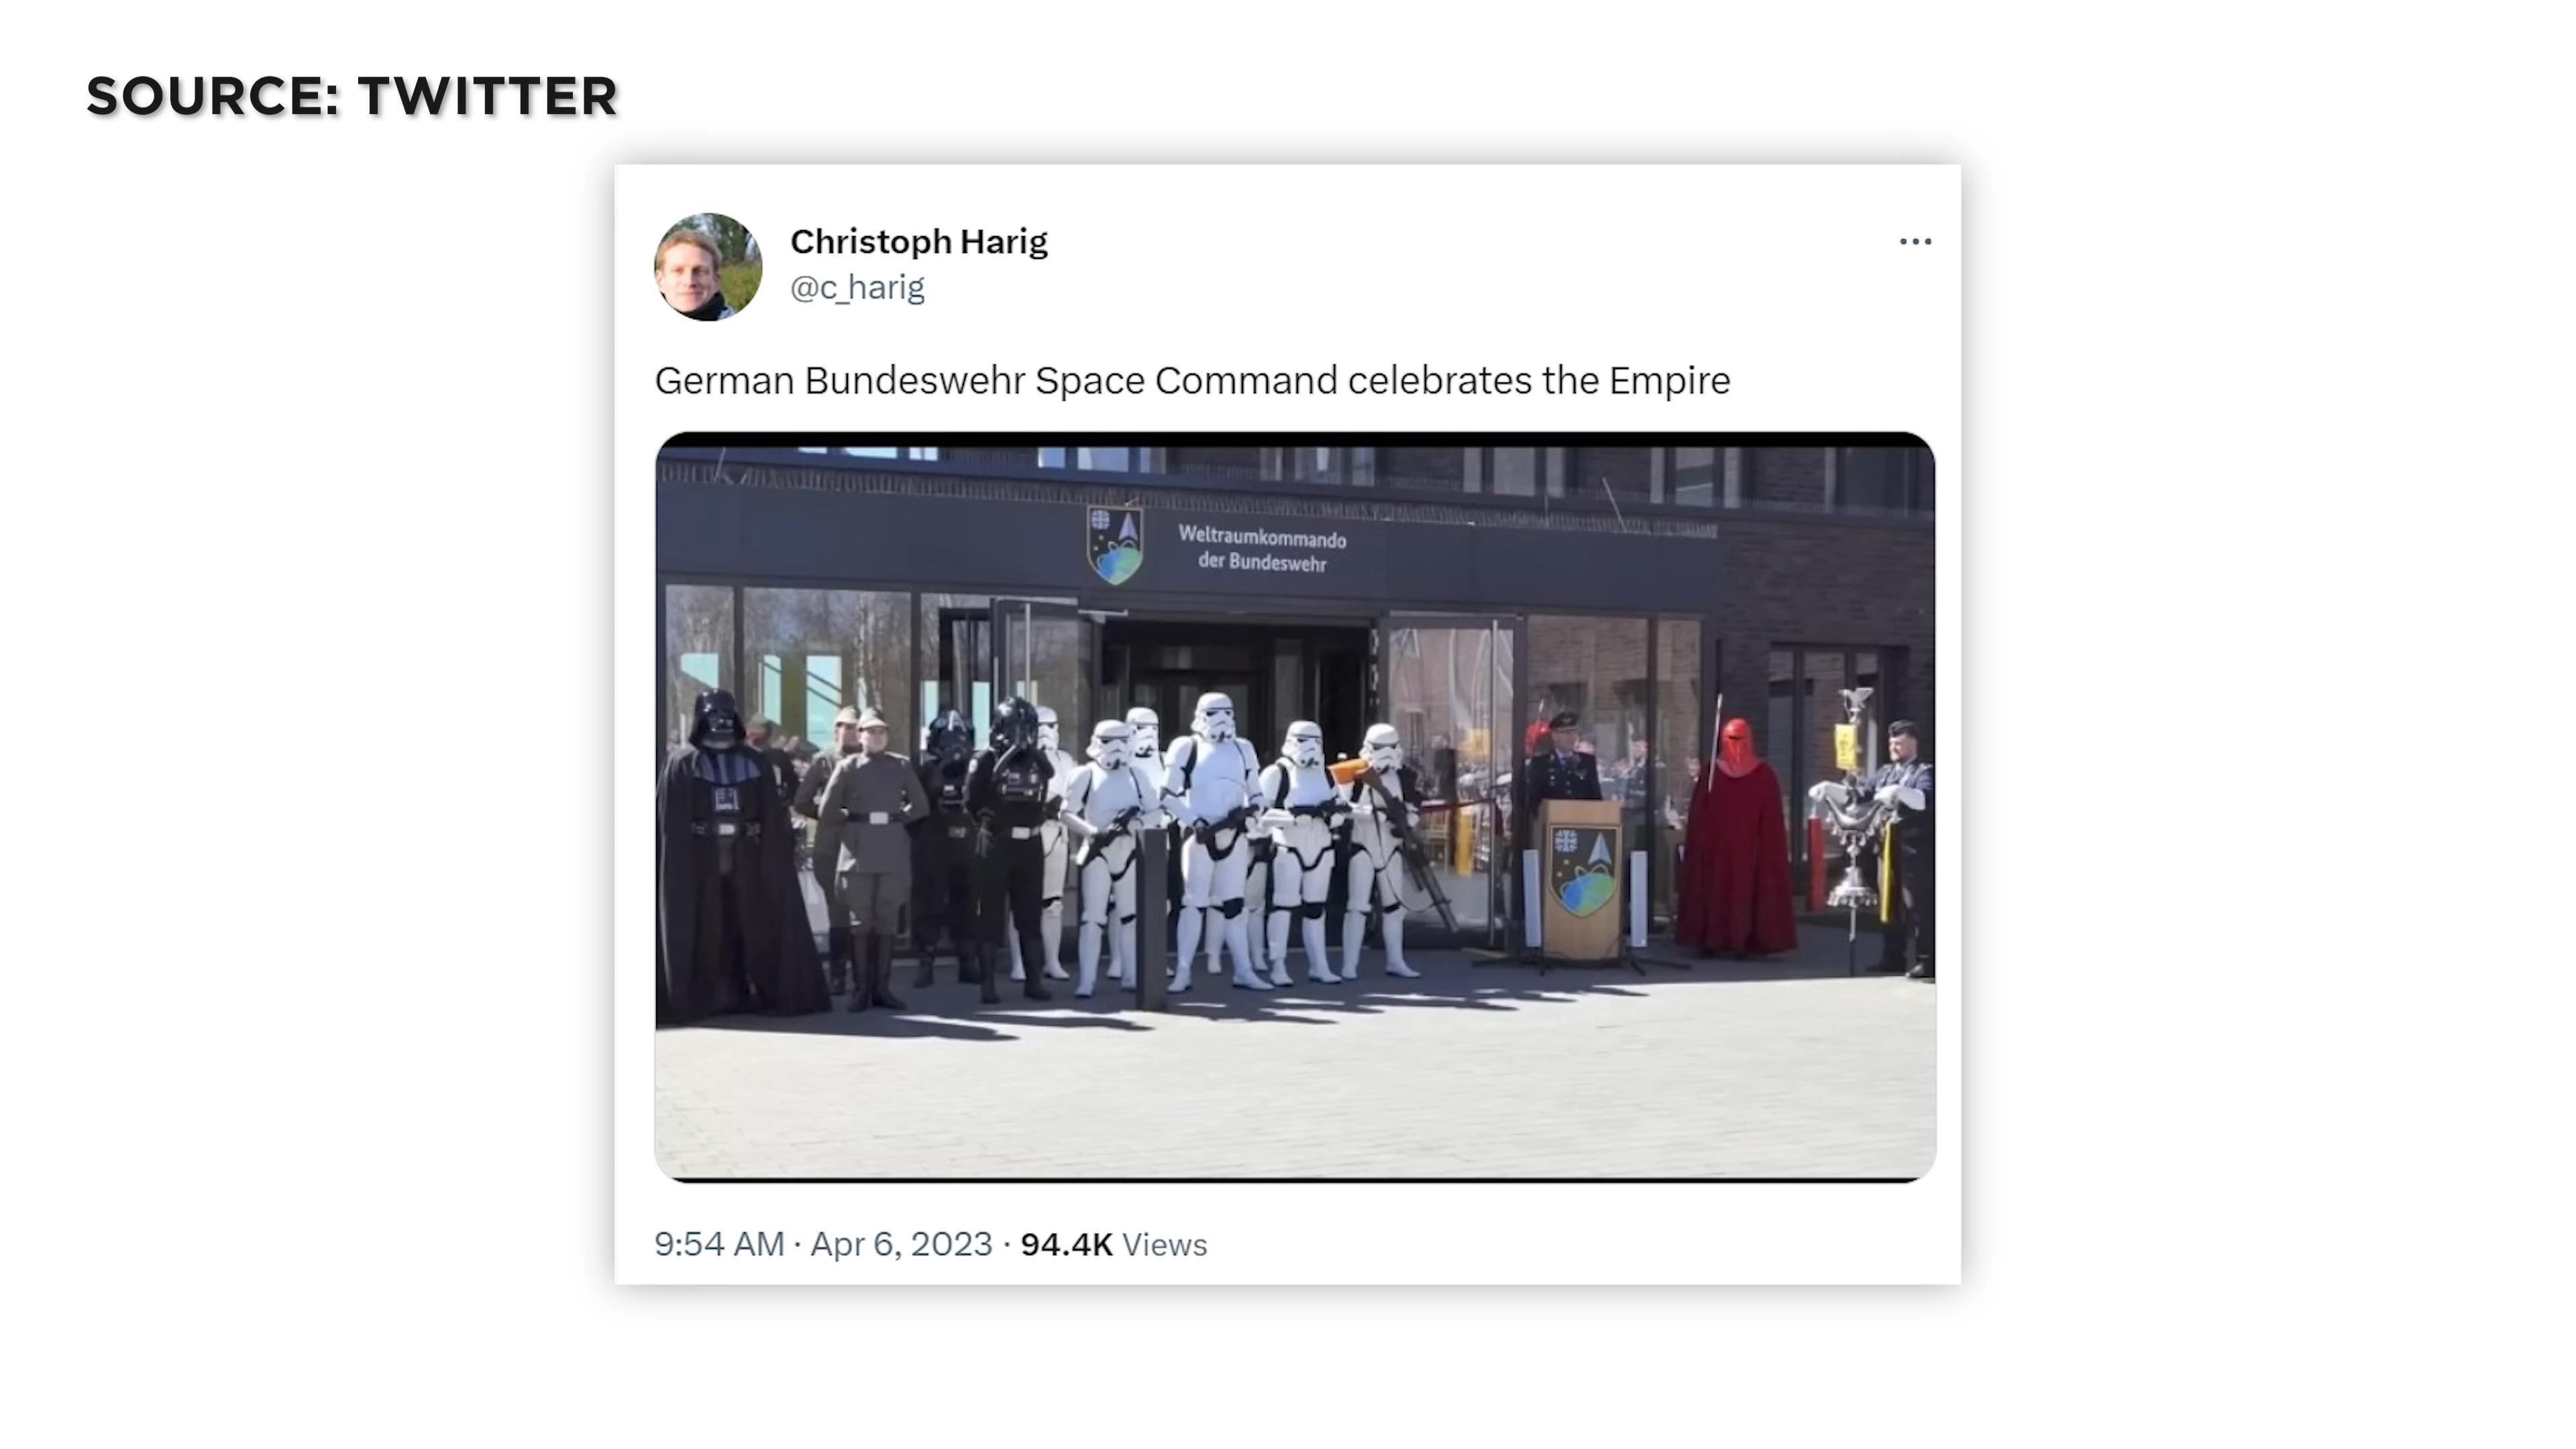 SOURCE: TWITTER
Christoph Harig
@c_harig
German Bundeswehr Space Command celebrates the Empire
Weltraumkommando
der Bundeswehr
9:54 AM · Apr 6, 2023 · 94.4K Views